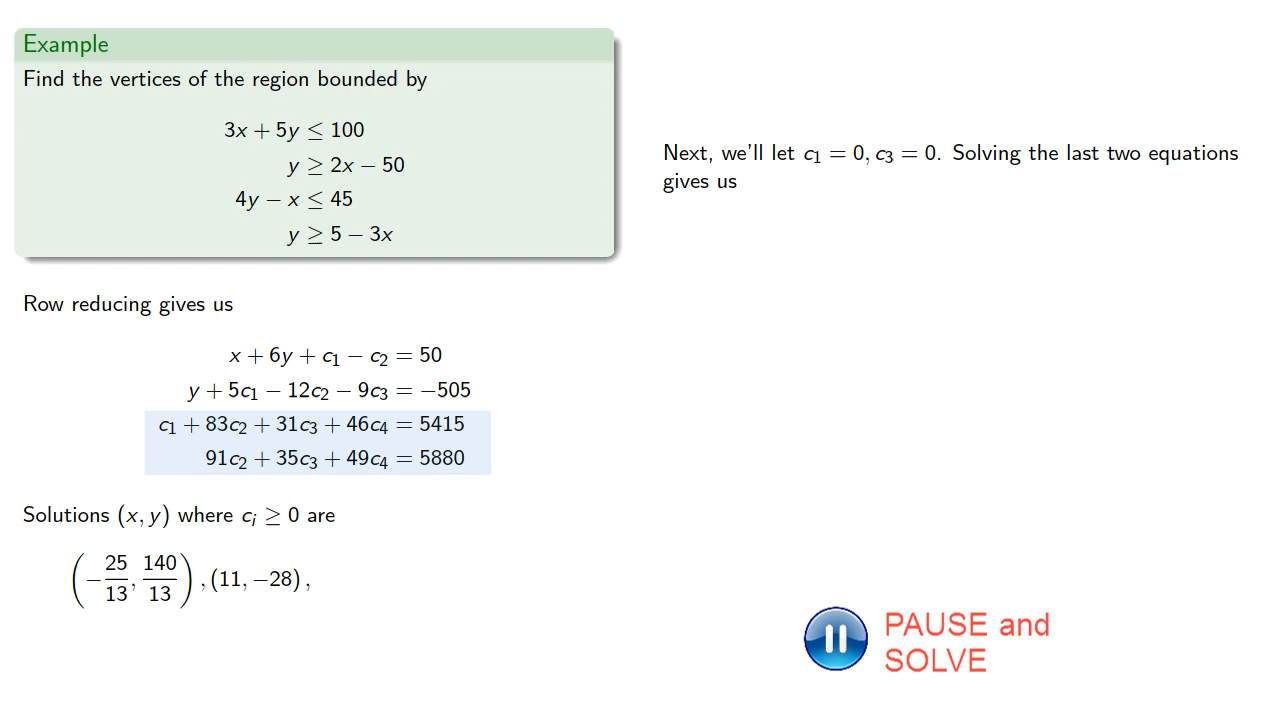 Example
Find the vertices of the region bounded by
3x + 5y ≤ 100
y ≥ 2x − 50
4y − x ≤ 45
y ≥ 5 − 3x
Row reducing gives us
x + 6y + c₁ − c₂ = 50
y + 5c₁ − 12c₂ − 9c₃ = −505
c₁ + 83c₂ + 31c₃ + 46c₄ = 5415
91c₂ + 35c₃ + 49c₄ = 5880
Solutions (x, y) where cᵢ ≥ 0 are
(−25/13, 140/13), (11, −28),
Next, we'll let c₁ = 0, c₃ = 0. Solving the last two equations
gives us
PAUSE and
SOLVE